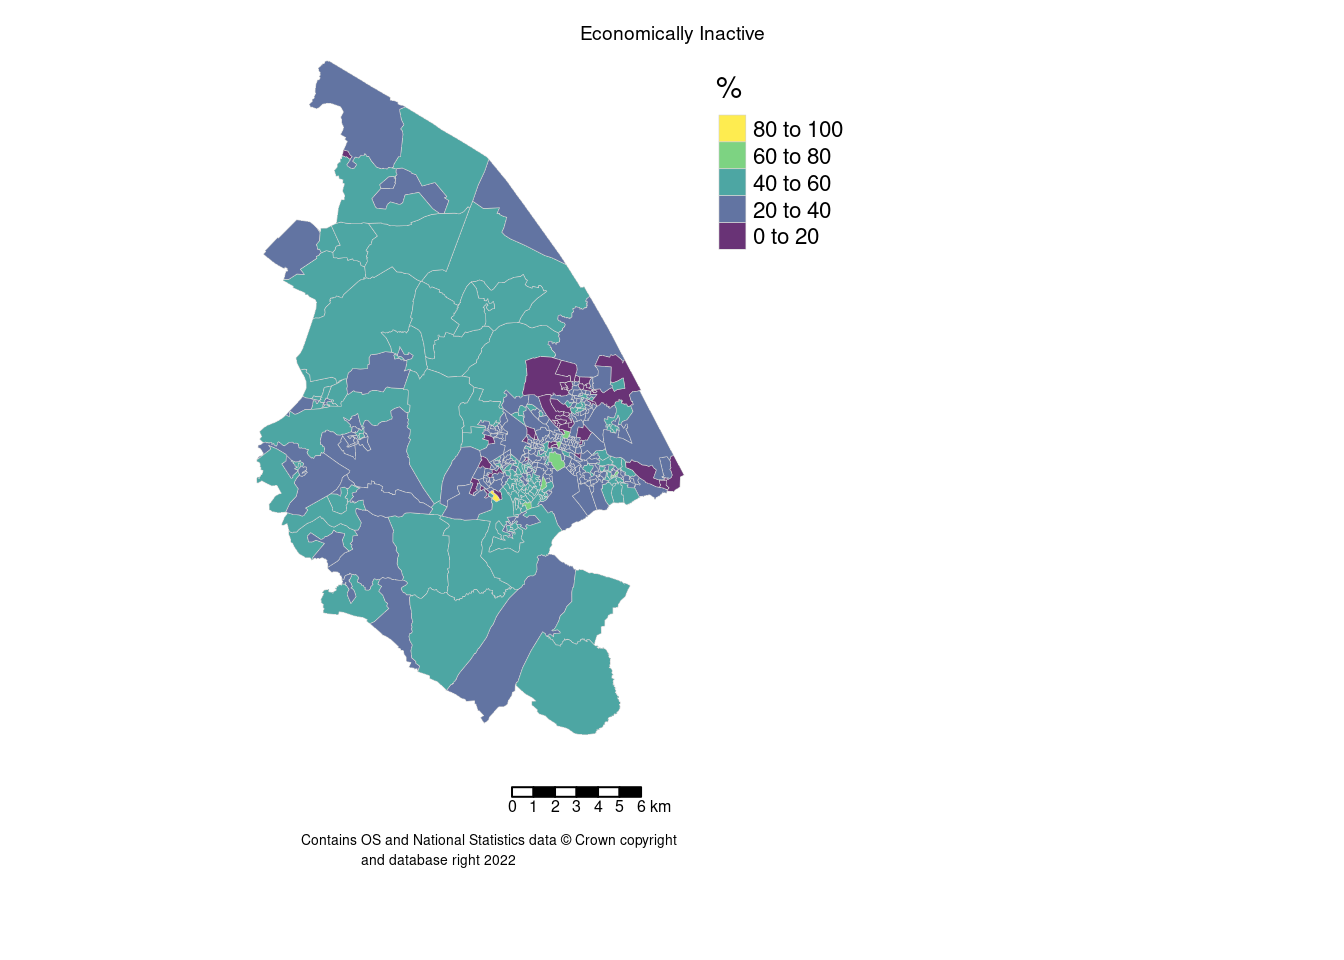 Economically Inactive
%
80 to 100
60 to 80
40 to 60
20 to 40
0 to 20
0 1 2 3 4 5 6 km
Contains OS and National Statistics data © Crown copyright
and database right 2022